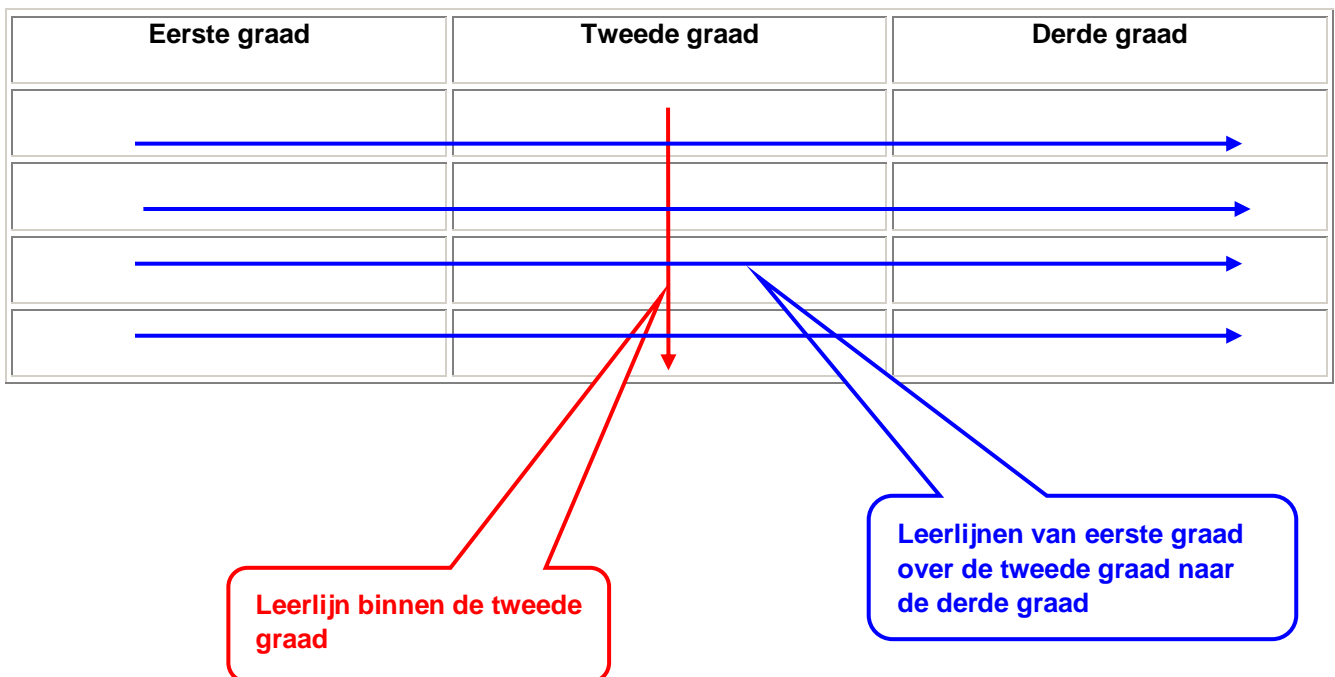 Eerste graad Tweede graad Derde graad
Leerlijnen van eerste graad
over de tweede graad naar
de derde graad
Leerlijn binnen de tweede
graad